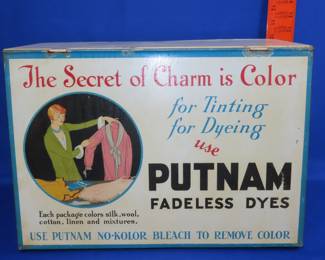 The Secret of Charm is Color
for Tinting
for Dyeing
use
PUTNAM
FADELESS DYES
Each package colors silk, wool,
cotton, linen and mixtures.
USE PUTNAM NO-KOLOR BLEACH TO REMOVE COLOR